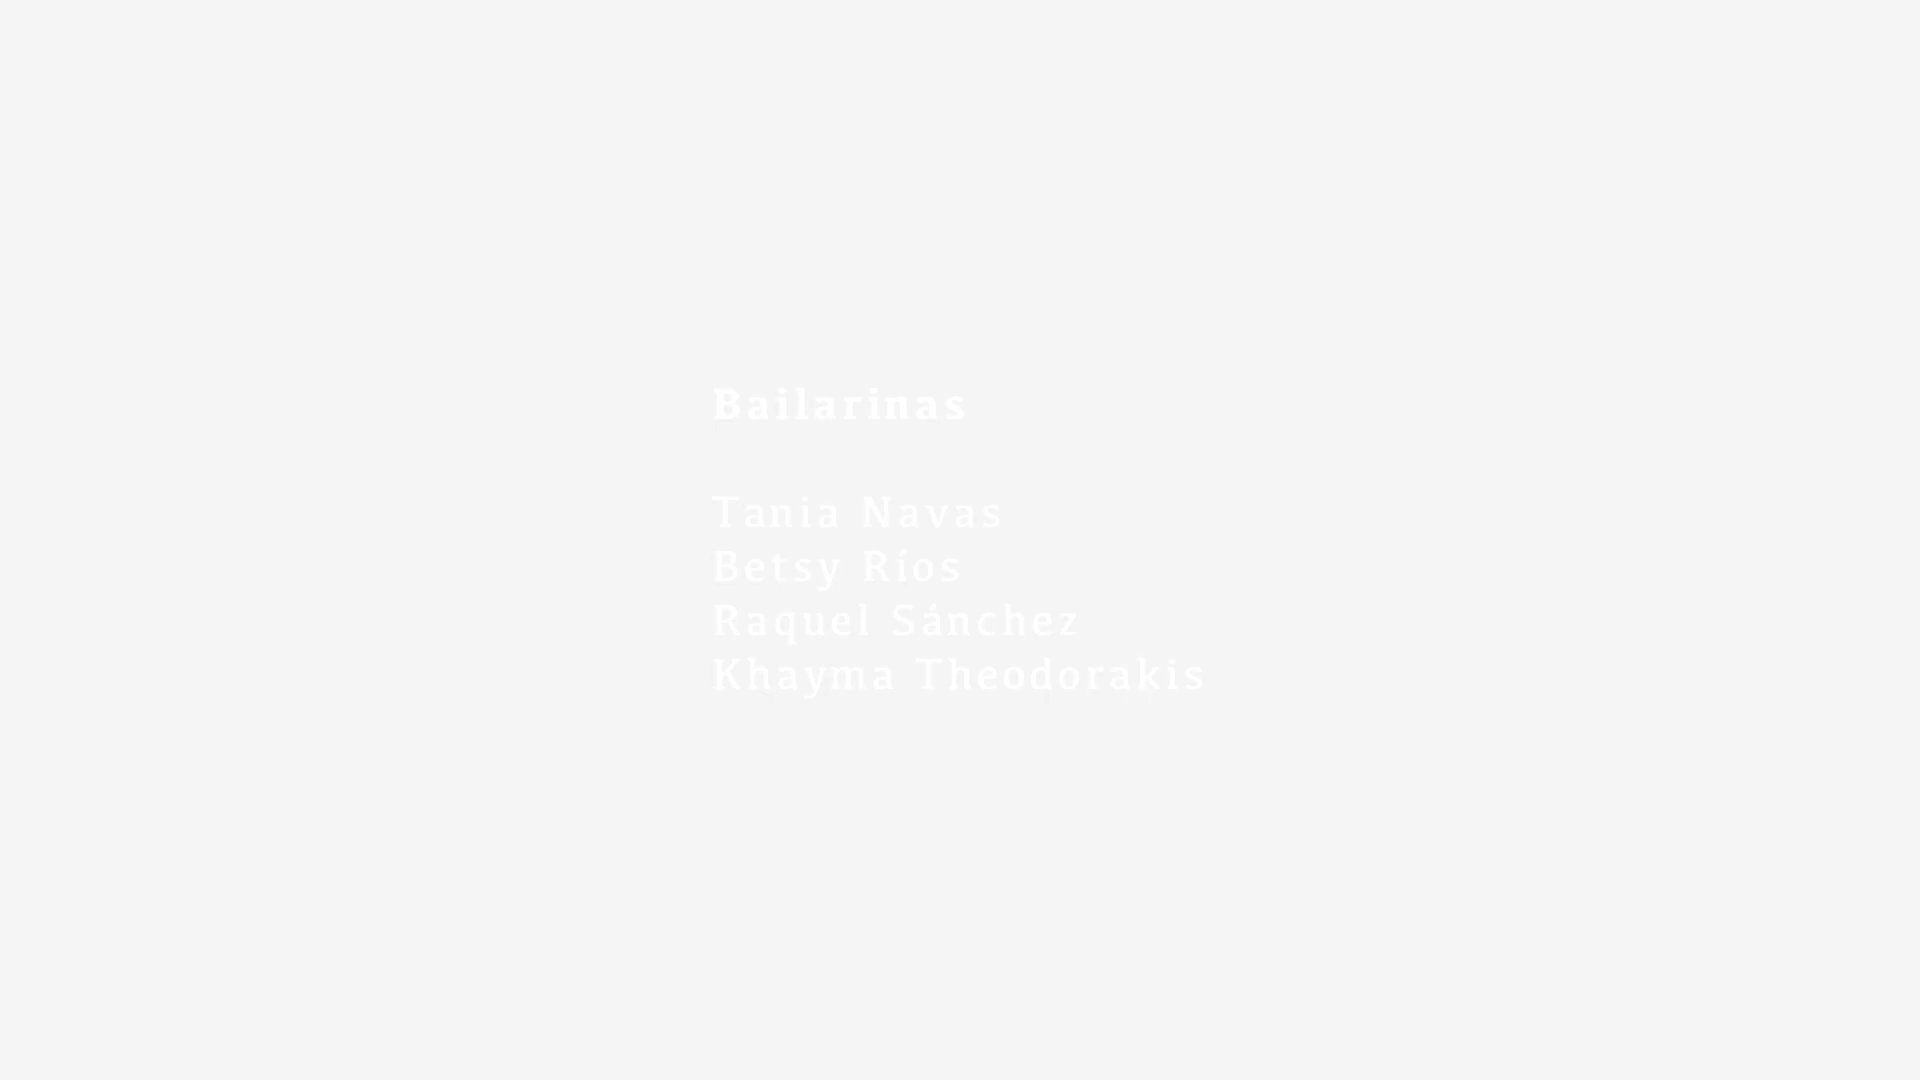 Bailarinas
Tania Navas
Betsy Ríos
Raquel Sánchez
Khayma Theodorakis